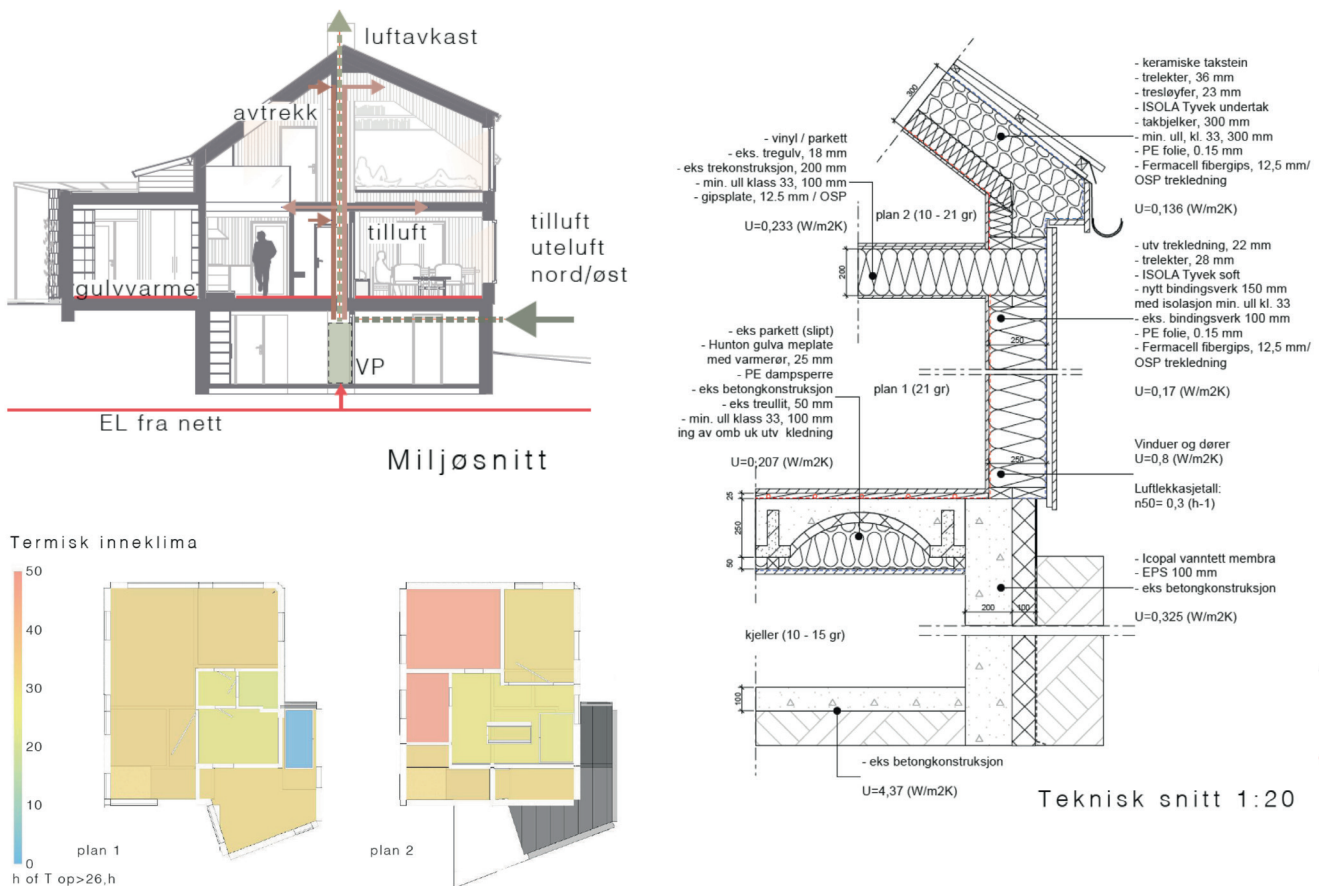 luftavkast
avtrekk
tilluft
tilluft
uteluft
nord/øst
gulvvarme
VP
EL fra nett
Miljøsnitt
Termisk inneklima
50
40
30
20
10
0
h of T op>26,h
plan 1
plan 2
- vinyl / parkett
- eks. tregulv, 18 mm
- eks trekonstruksjon, 200 mm
- min. ull klass 33, 100 mm
- gipsplate, 12.5 mm / OSP
U=0,233 (W/m2K)
300
plan 2 (10 - 21 gr)
200
- eks parkett (slipt)
- Hunton gulva meplate
med varmerør, 25 mm
- PE dampsperre
- eks betongkonstruksjon
- eks treullit, 50 mm
- min. ull klass 33, 100 mm
ing av omb uk utv kledning
U=0,207 (W/m2K)
plan 1 (21 gr)
250
250
25
250
50
200
100
kjeller (10 - 15 gr)
100
- eks betongkonstruksjon
U=4,37 (W/m2K)
- keramiske takstein
- trelekter, 36 mm
- tresløyfer, 23 mm
- ISOLA Tyvek undertak
- takbjelker, 300 mm
- min. ull, kl. 33, 300 mm
- PE folie, 0.15 mm
- Fermacell fibergips, 12,5 mm/
OSP trekledning
U=0,136 (W/m2K)
- utv trekledning, 22 mm
- trelekter, 28 mm
- ISOLA Tyvek soft
- nytt bindingsverk 150 mm
med isolasjon min. ull kl. 33
- eks. bindingsverk 100 mm
- PE folie, 0.15 mm
- Fermacell fibergips, 12,5 mm/
OSP trekledning
U=0,17 (W/m2K)
Vinduer og dører
U=0,8 (W/m2K)
Luftlekkasjetall:
n50= 0,3 (h-1)
- Icopal vanntett membra
- EPS 100 mm
- eks betongkonstruksjon
U=0,325 (W/m2K)
Teknisk snitt 1:20